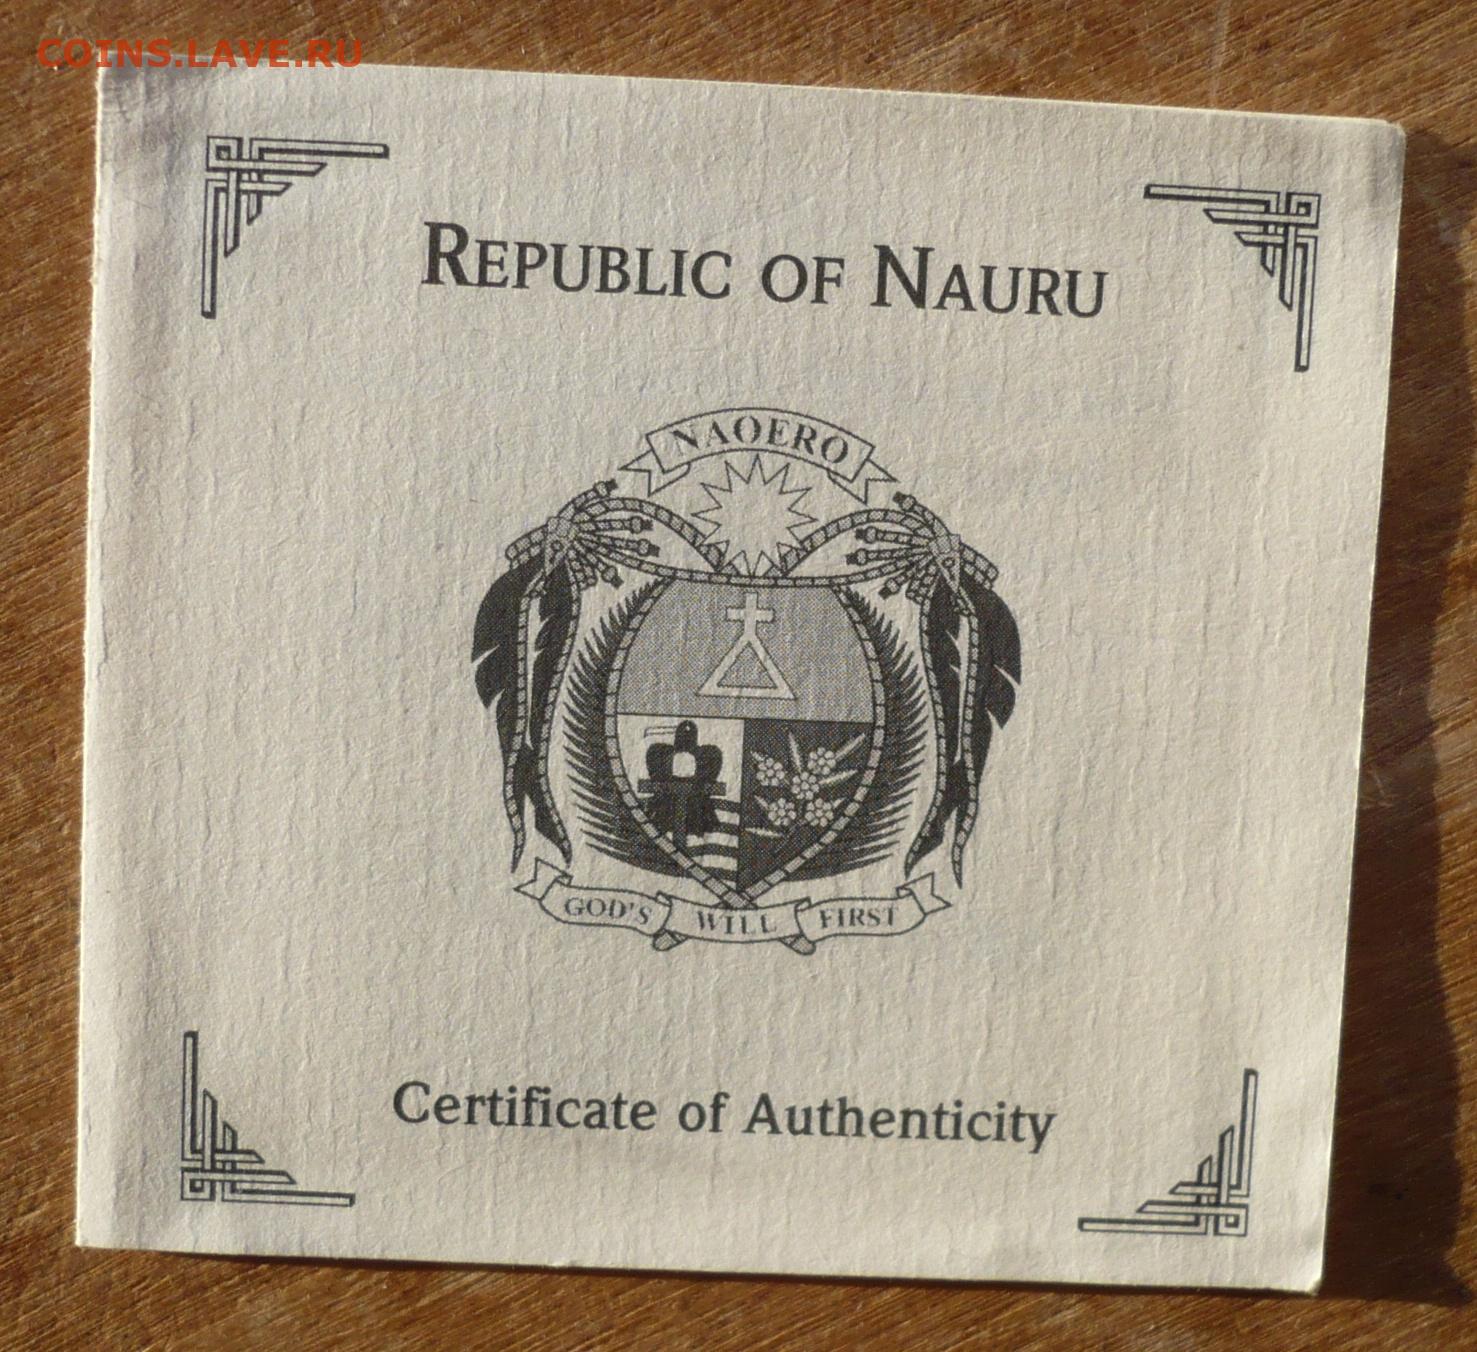 COINS.LAVE.RU
REPUBLIC OF NAURU
NAOERO
GOD'S WILL FIRST
Certificate of Authenticity